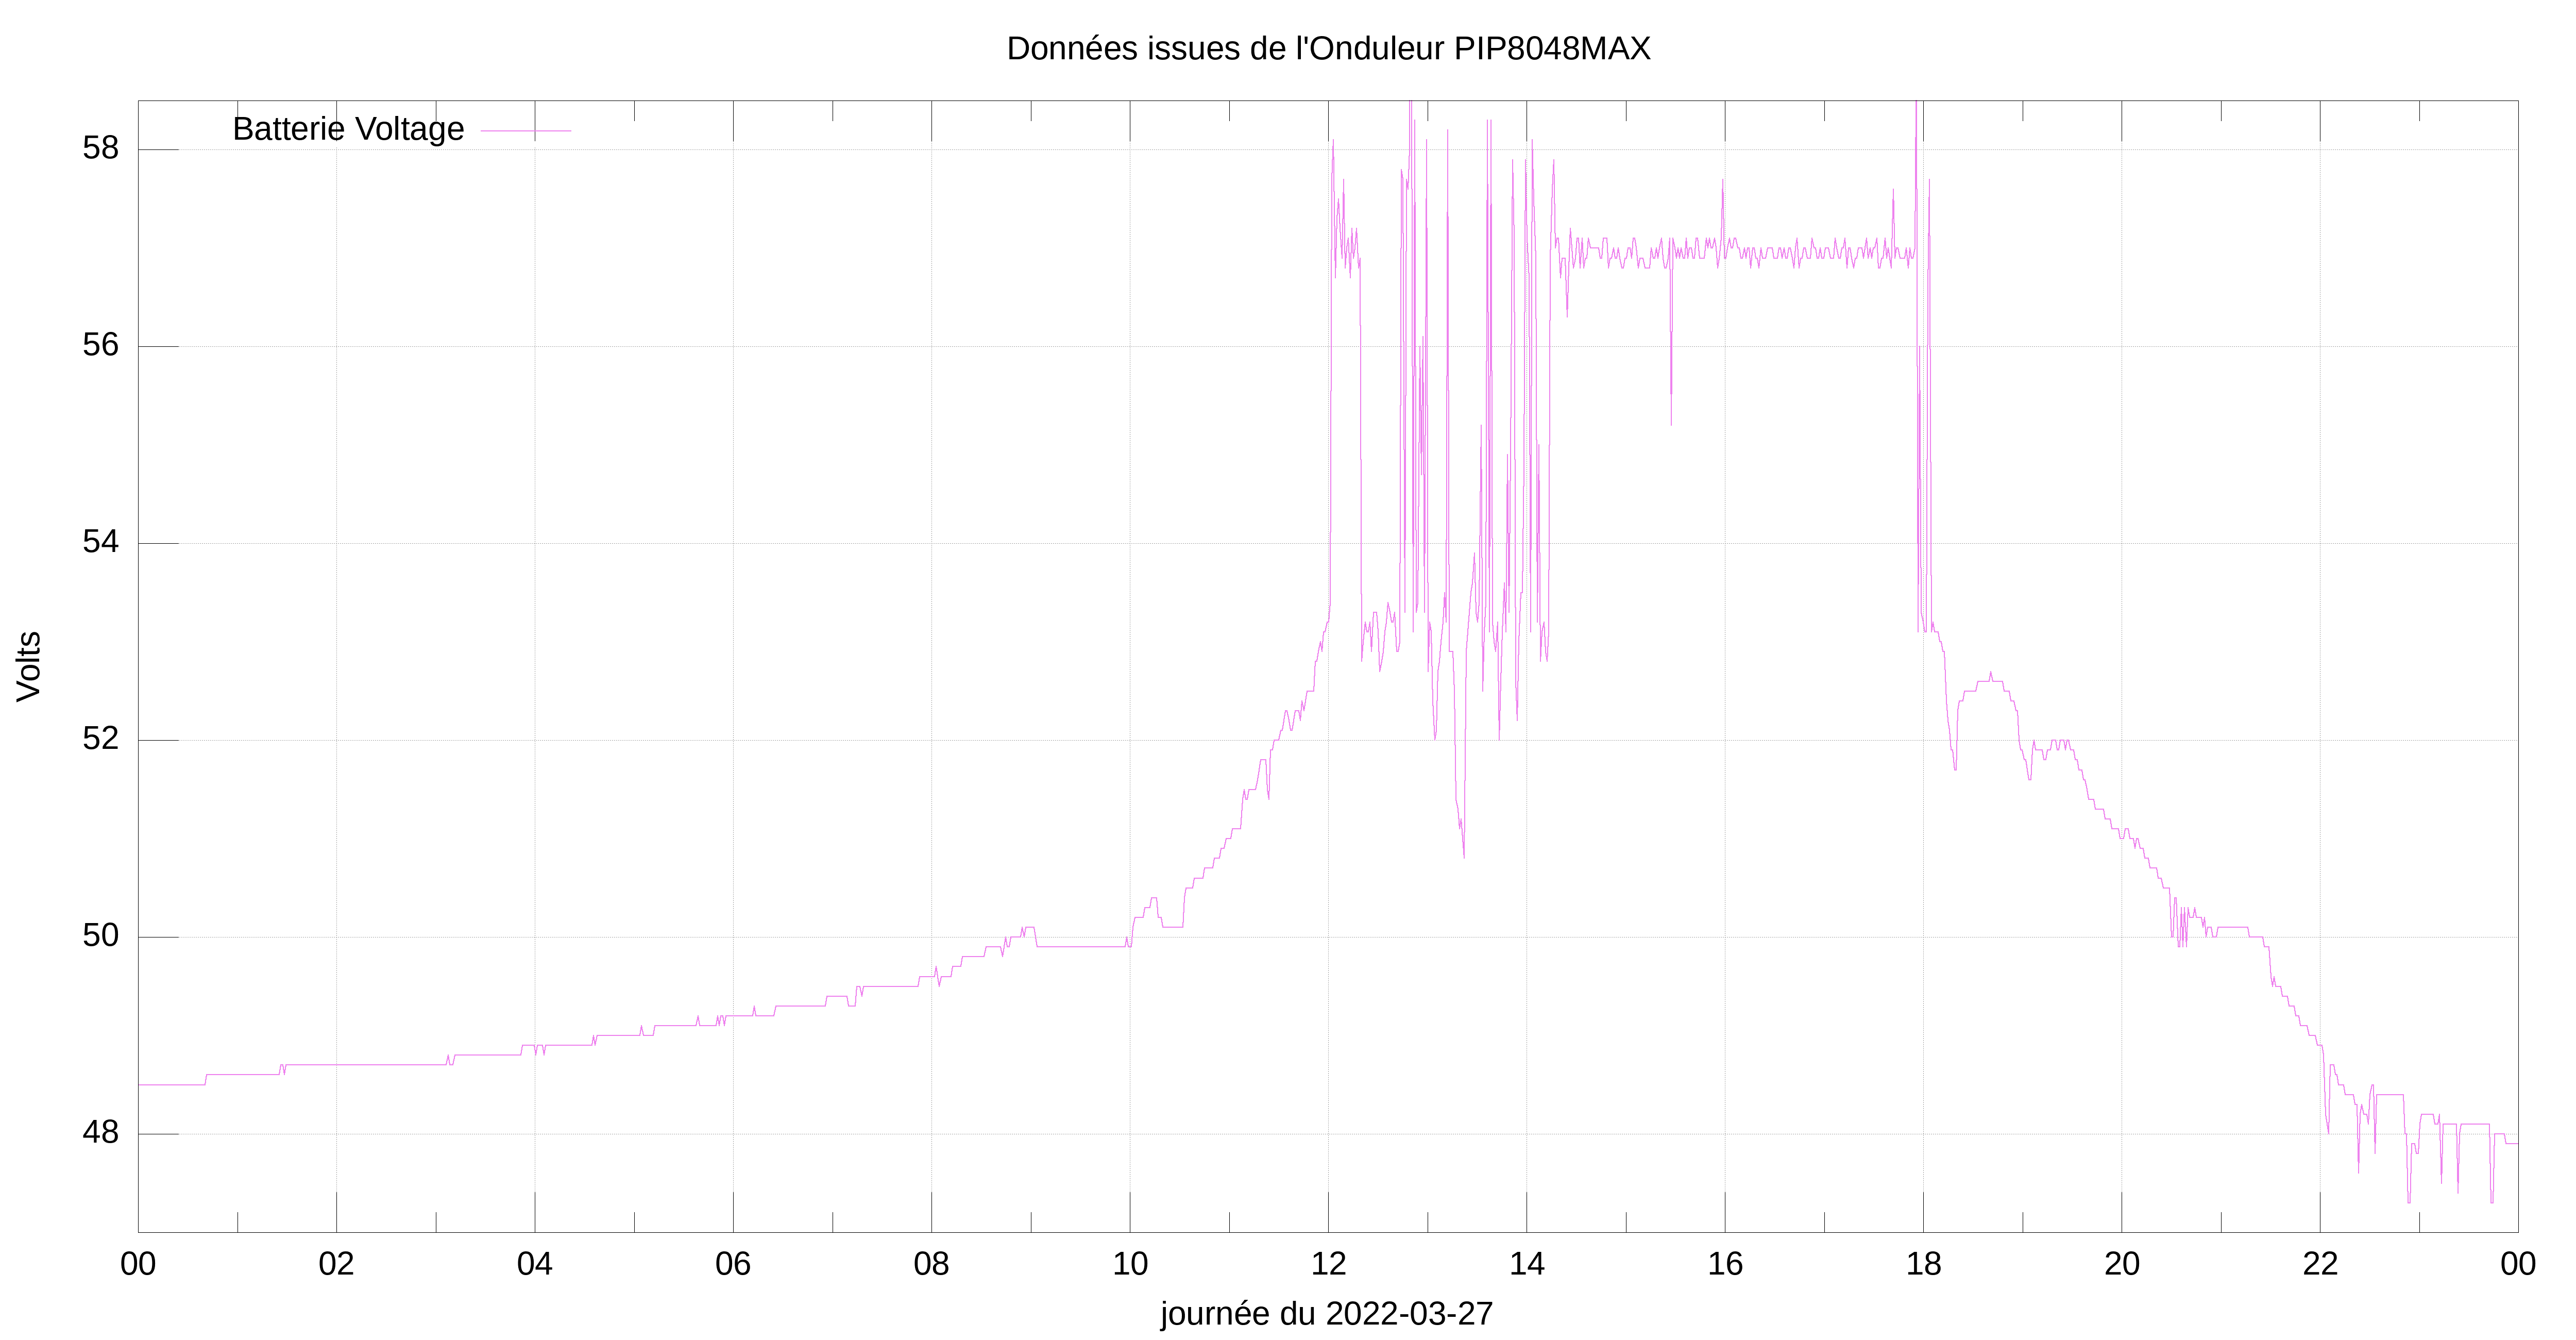 Données issues de l'Onduleur PIP8048MAX
Batterie Voltage
58
56
54
52
50
48
Volts
00 02 04 06 08 10 12 14 16 18 20 22 00
journée du 2022-03-27